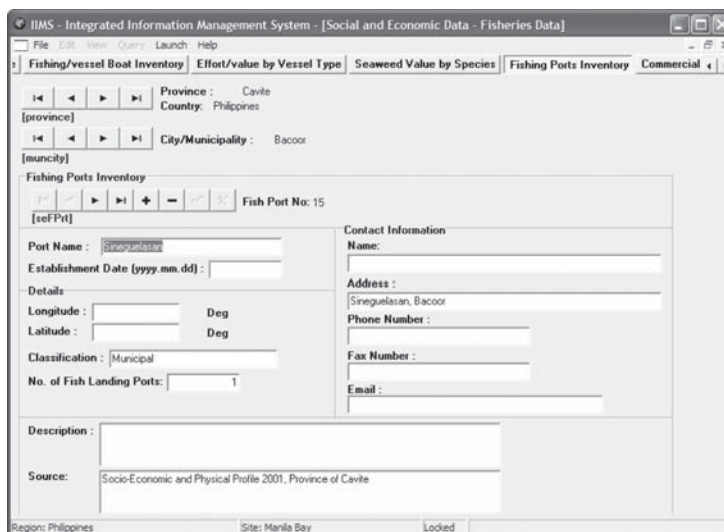 IIMS - Integrated Information Management System - [Social and Economic Data - Fisheries Data]
File Edit View Query Launch Help
Fishing/vessel Boat Inventory Effort/value by Vessel Type Seaweed Value by Species Fishing Ports Inventory Commercial
Province : Cavite
Country: Philippines
[province]
City/Municipality : Bacoor
[muncity]
Fishing Ports Inventory
Fish Port No: 15
[seFPrt]
Port Name : Sineguelasan
Establishment Date (yyyy.mm.dd) :
Details
Longitude : Deg
Latitude : Deg
Classification : Municipal
No. of Fish Landing Ports: 1
Contact Information
Name:
Address :
Sineguelasan, Bacoor
Phone Number :
Fax Number :
Email :
Description :
Source: Socio-Economic and Physical Profile 2001, Province of Cavite
Region: Philippines Site: Manila Bay Locked